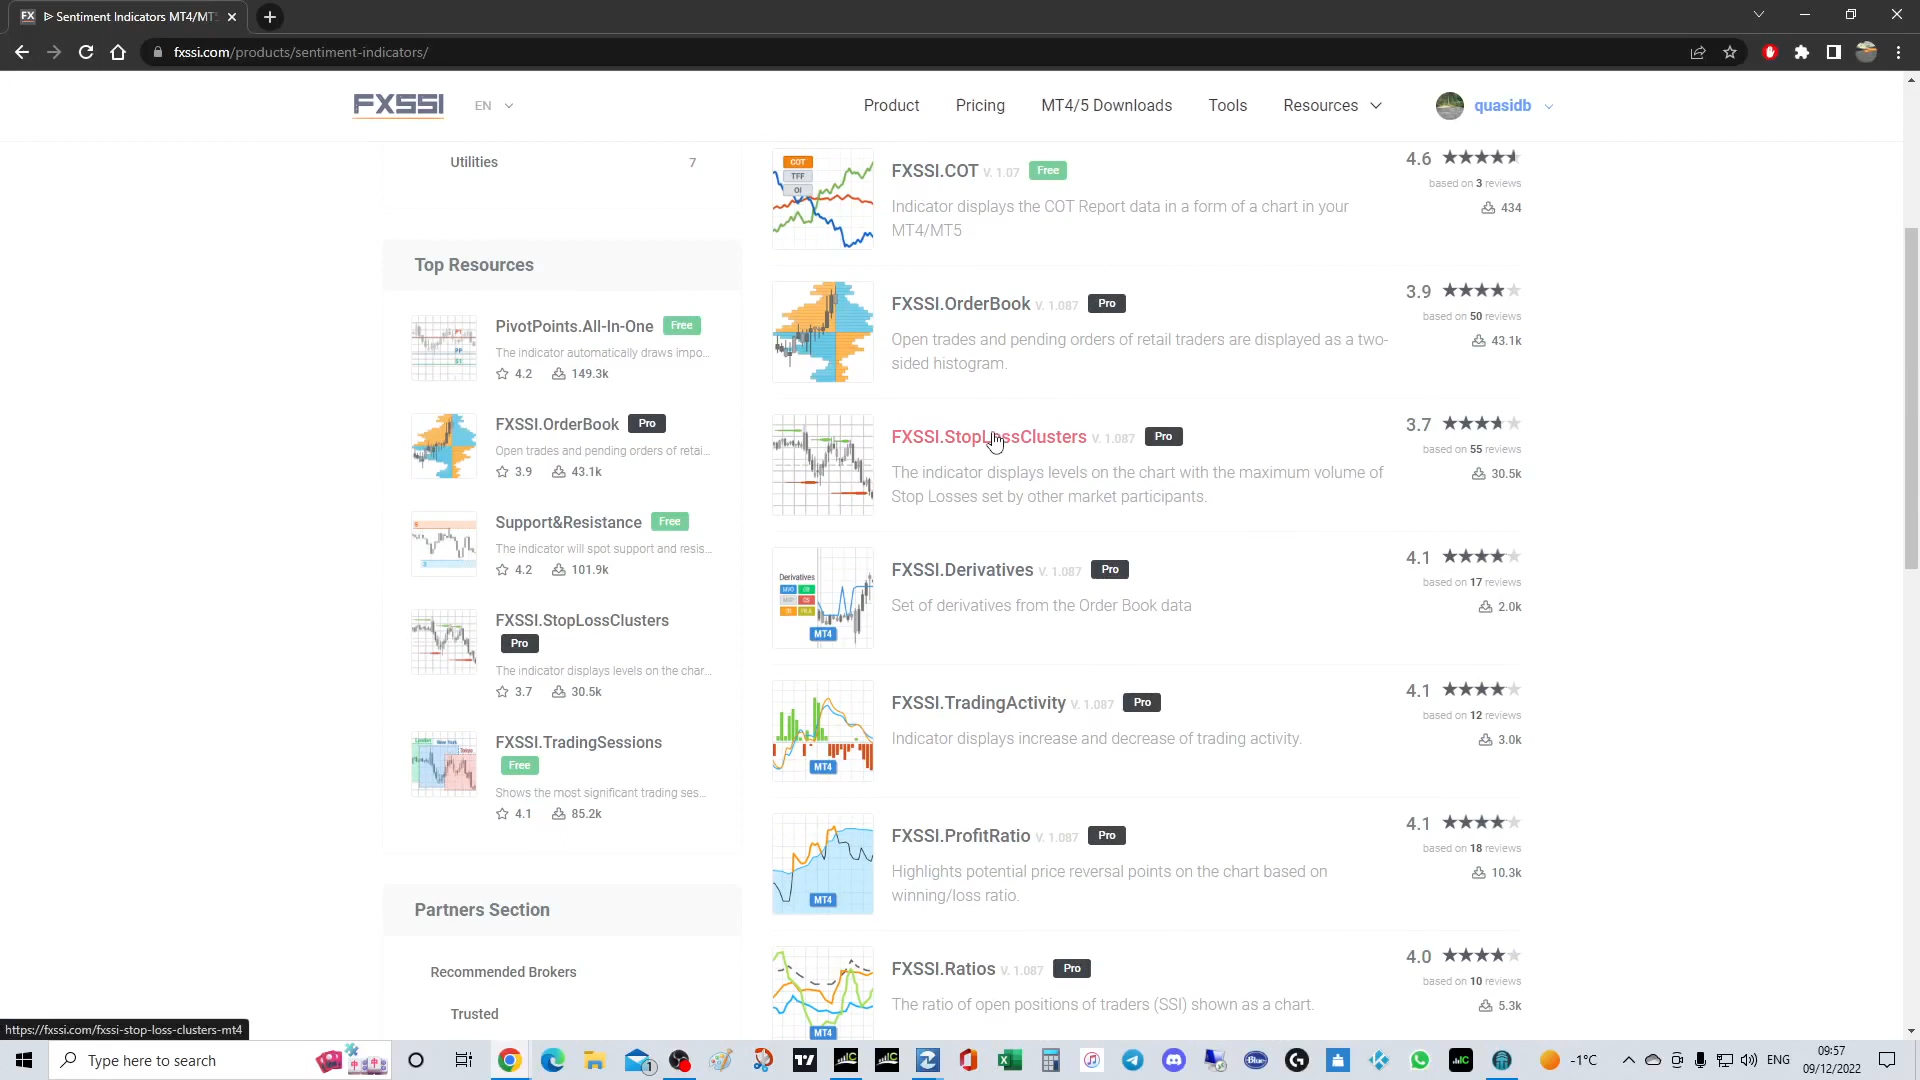 FX ᐅ Sentiment Indicators MT4/MT5
fxssi.com/products/sentiment-indicators/
FXSSI
EN
Product
Pricing
MT4/5 Downloads
Tools
Resources
quasidb
Utilities
7
Top Resources
PivotPoints.All-In-One Free
The indicator automatically draws impo...
4.2 149.3k
FXSSI.OrderBook Pro
Open trades and pending orders of retai...
3.9 43.1k
Support&Resistance Free
The indicator will spot support and resis...
4.2 101.9k
FXSSI.StopLossClusters
Pro
The indicator displays levels on the char...
3.7 30.5k
FXSSI.TradingSessions
Free
Shows the most significant trading ses...
4.1 85.2k
Partners Section
Recommended Brokers
Trusted
COT
TFF
OI
FXSSI.COT V. 1.07 Free
Indicator displays the COT Report data in a form of a chart in your
MT4/MT5
4.6
based on 3 reviews
434
FXSSI.OrderBook V. 1.087 Pro
Open trades and pending orders of retail traders are displayed as a two-
sided histogram.
3.9
based on 50 reviews
43.1k
FXSSI.StopLossClusters V. 1.087 Pro
The indicator displays levels on the chart with the maximum volume of
Stop Losses set by other market participants.
3.7
based on 55 reviews
30.5k
Derivatives
MT4
FXSSI.Derivatives V. 1.087 Pro
Set of derivatives from the Order Book data
4.1
based on 17 reviews
2.0k
MT4
FXSSI.TradingActivity V. 1.087 Pro
Indicator displays increase and decrease of trading activity.
4.1
based on 12 reviews
3.0k
MT4
FXSSI.ProfitRatio V. 1.087 Pro
Highlights potential price reversal points on the chart based on
winning/loss ratio.
4.1
based on 18 reviews
10.3k
MT4
FXSSI.Ratios V. 1.087 Pro
The ratio of open positions of traders (SSI) shown as a chart.
4.0
based on 10 reviews
5.3k
https://fxssi.com/fxssi-stop-loss-clusters-mt4
Type here to search
-1°C
ENG
09:57
09/12/2022